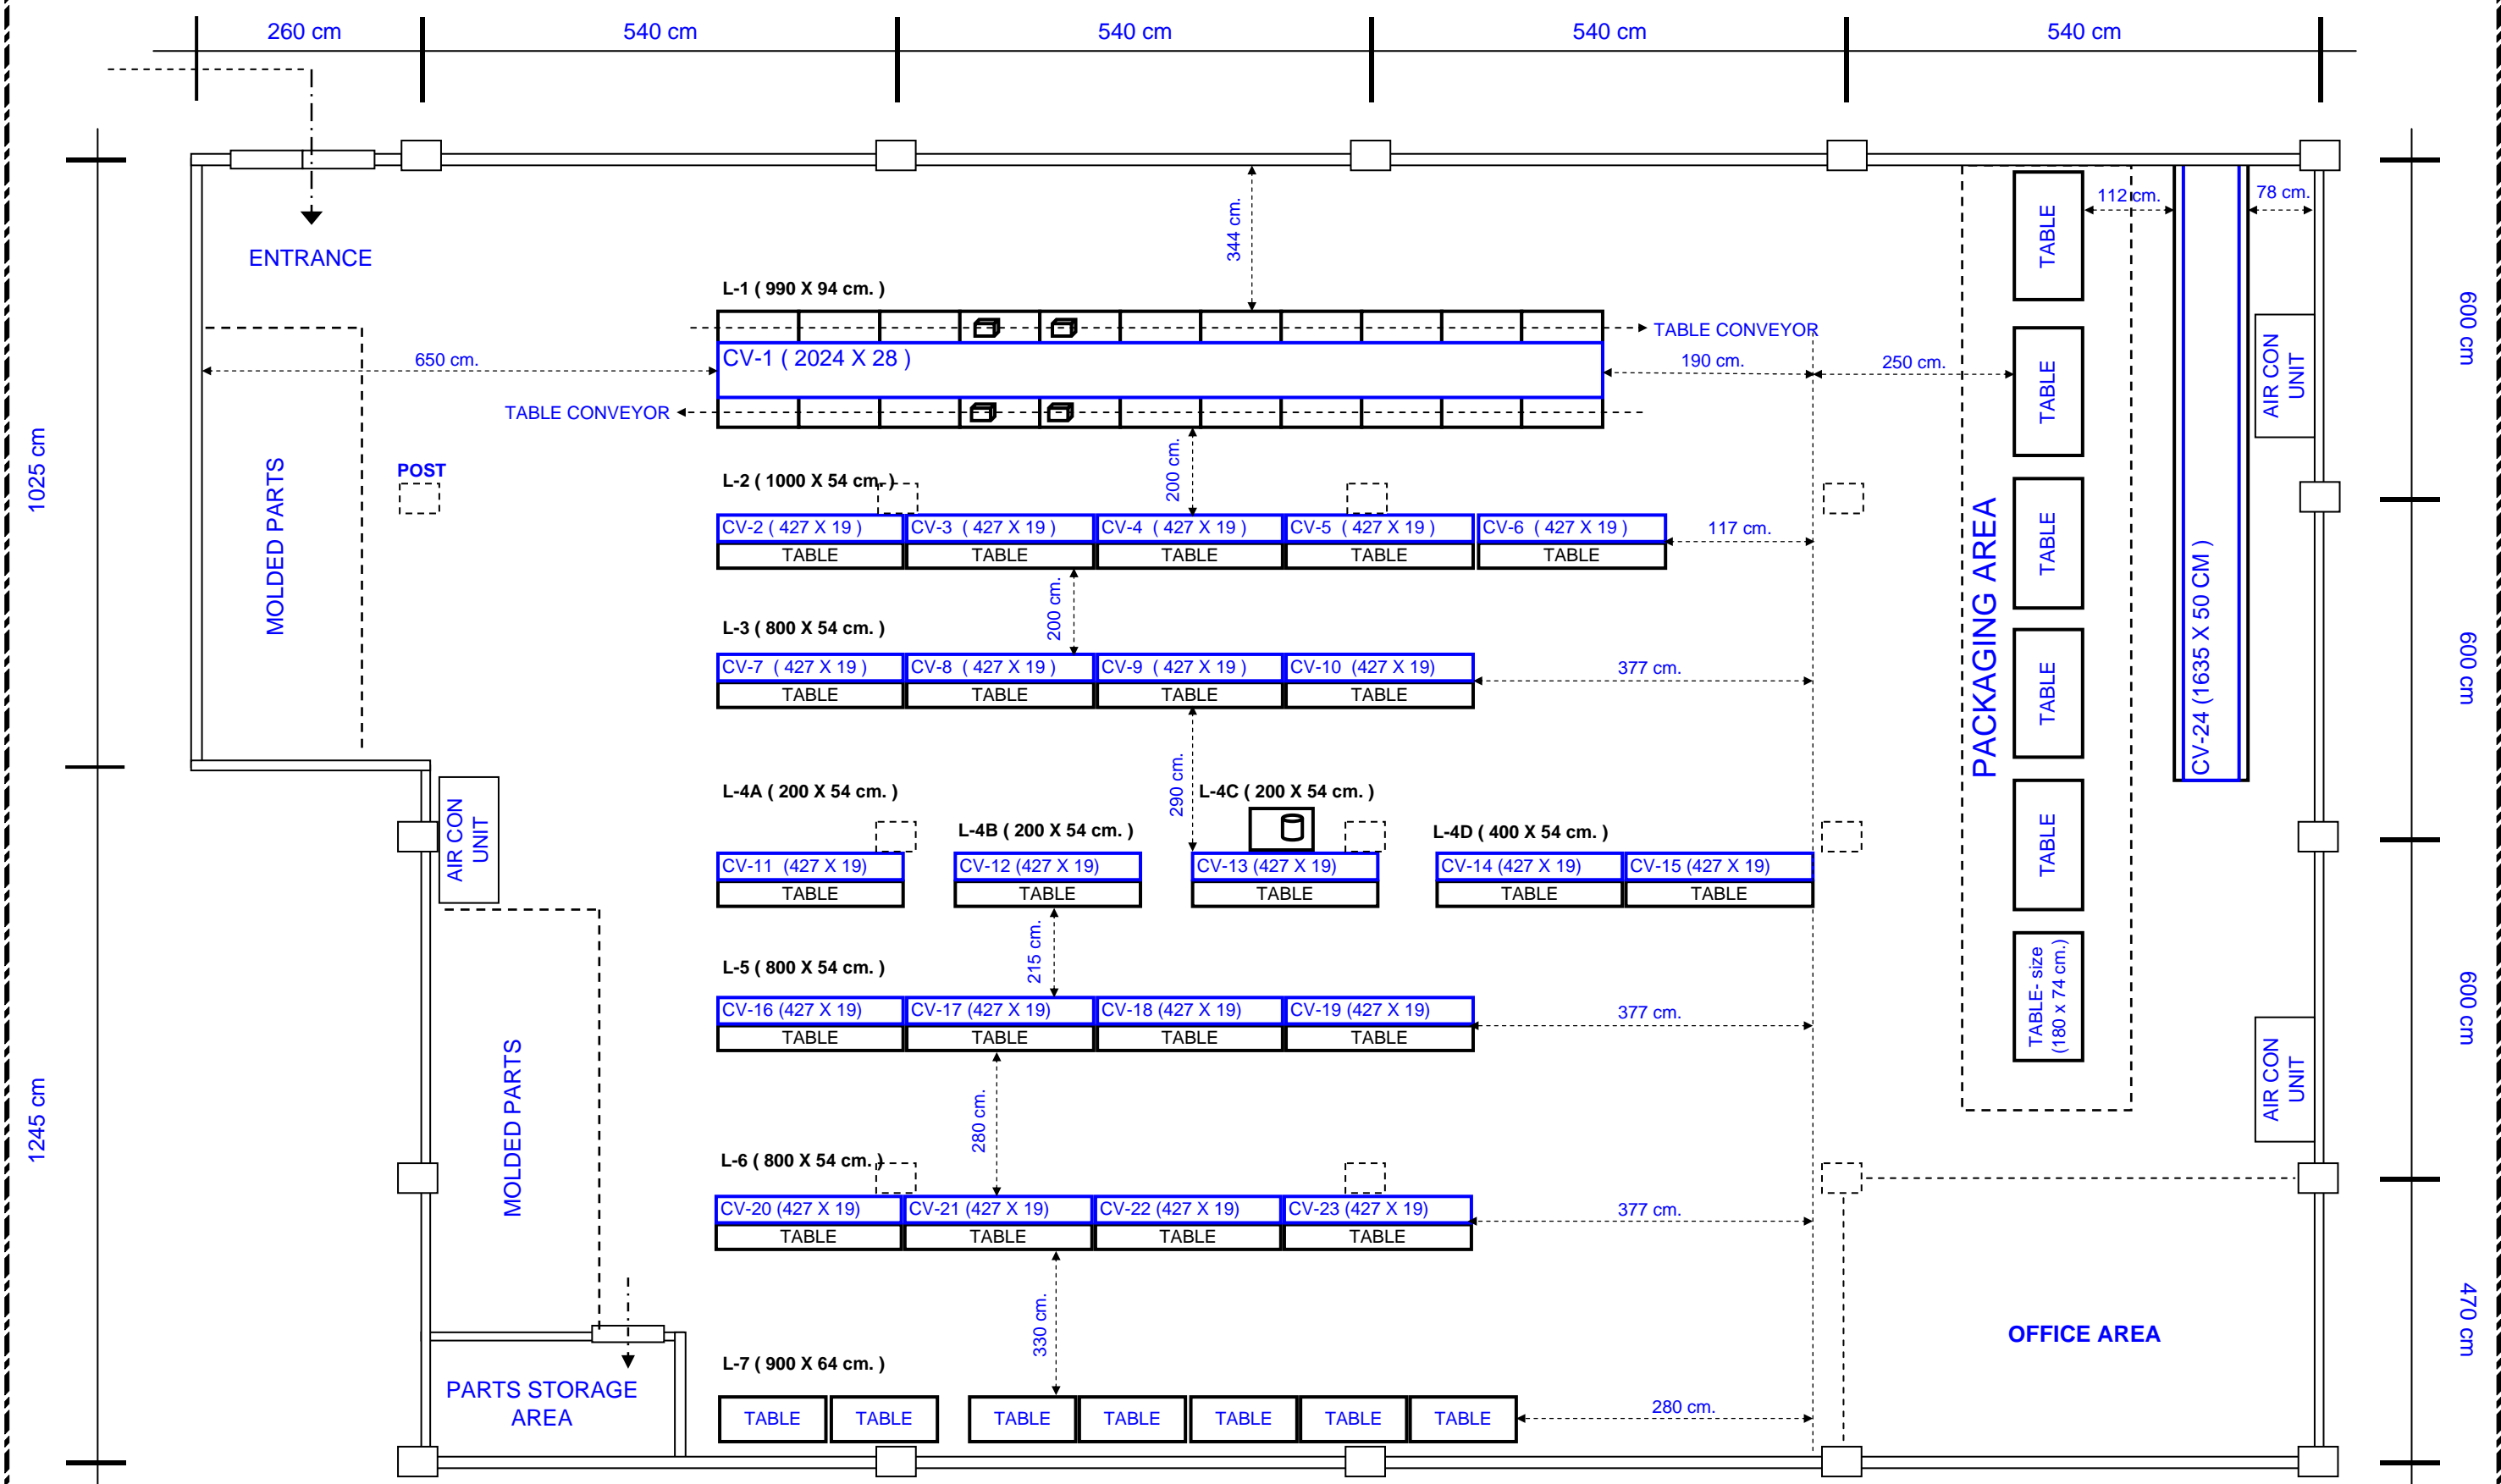 260 cm
540 cm
540 cm
540 cm
540 cm
ENTRANCE
344 cm.
112 cm.
78 cm.
TABLE
600 cm
L-1 ( 990 X 94 cm. )
TABLE CONVEYOR
CV-1 ( 2024 X 28 )
650 cm.
190 cm.
250 cm.
TABLE
AIR CON
UNIT
TABLE CONVEYOR
1025 cm
MOLDED PARTS
POST
200 cm.
L-2 ( 1000 X 54 cm. )
CV-2 ( 427 X 19 )
CV-3 ( 427 X 19 )
CV-4 ( 427 X 19 )
CV-5 ( 427 X 19 )
CV-6 ( 427 X 19 )
117 cm.
TABLE
TABLE
TABLE
TABLE
TABLE
TABLE
PACKAGING AREA
CV-24 (1635 X 50 CM )
200 cm.
L-3 ( 800 X 54 cm. )
600 cm
CV-7 ( 427 X 19 )
CV-8 ( 427 X 19 )
CV-9 ( 427 X 19 )
CV-10 (427 X 19)
377 cm.
TABLE
TABLE
TABLE
TABLE
TABLE
290 cm.
L-4A ( 200 X 54 cm. )
L-4C ( 200 X 54 cm. )
AIR CON
UNIT
L-4B ( 200 X 54 cm. )
L-4D ( 400 X 54 cm. )
TABLE
CV-11 (427 X 19)
CV-12 (427 X 19)
CV-13 (427 X 19)
CV-14 (427 X 19)
CV-15 (427 X 19)
TABLE
TABLE
TABLE
TABLE
TABLE
215 cm.
L-5 ( 800 X 54 cm. )
TABLE- size
(180 x 74 cm.)
600 cm
CV-16 (427 X 19)
CV-17 (427 X 19)
CV-18 (427 X 19)
CV-19 (427 X 19)
377 cm.
TABLE
TABLE
TABLE
TABLE
AIR CON
UNIT
1245 cm
MOLDED PARTS
280 cm.
L-6 ( 800 X 54 cm. )
CV-20 (427 X 19)
CV-21 (427 X 19)
CV-22 (427 X 19)
CV-23 (427 X 19)
377 cm.
TABLE
TABLE
TABLE
TABLE
330 cm.
470 cm
OFFICE AREA
L-7 ( 900 X 64 cm. )
PARTS STORAGE
AREA
TABLE
TABLE
TABLE
TABLE
TABLE
TABLE
TABLE
280 cm.